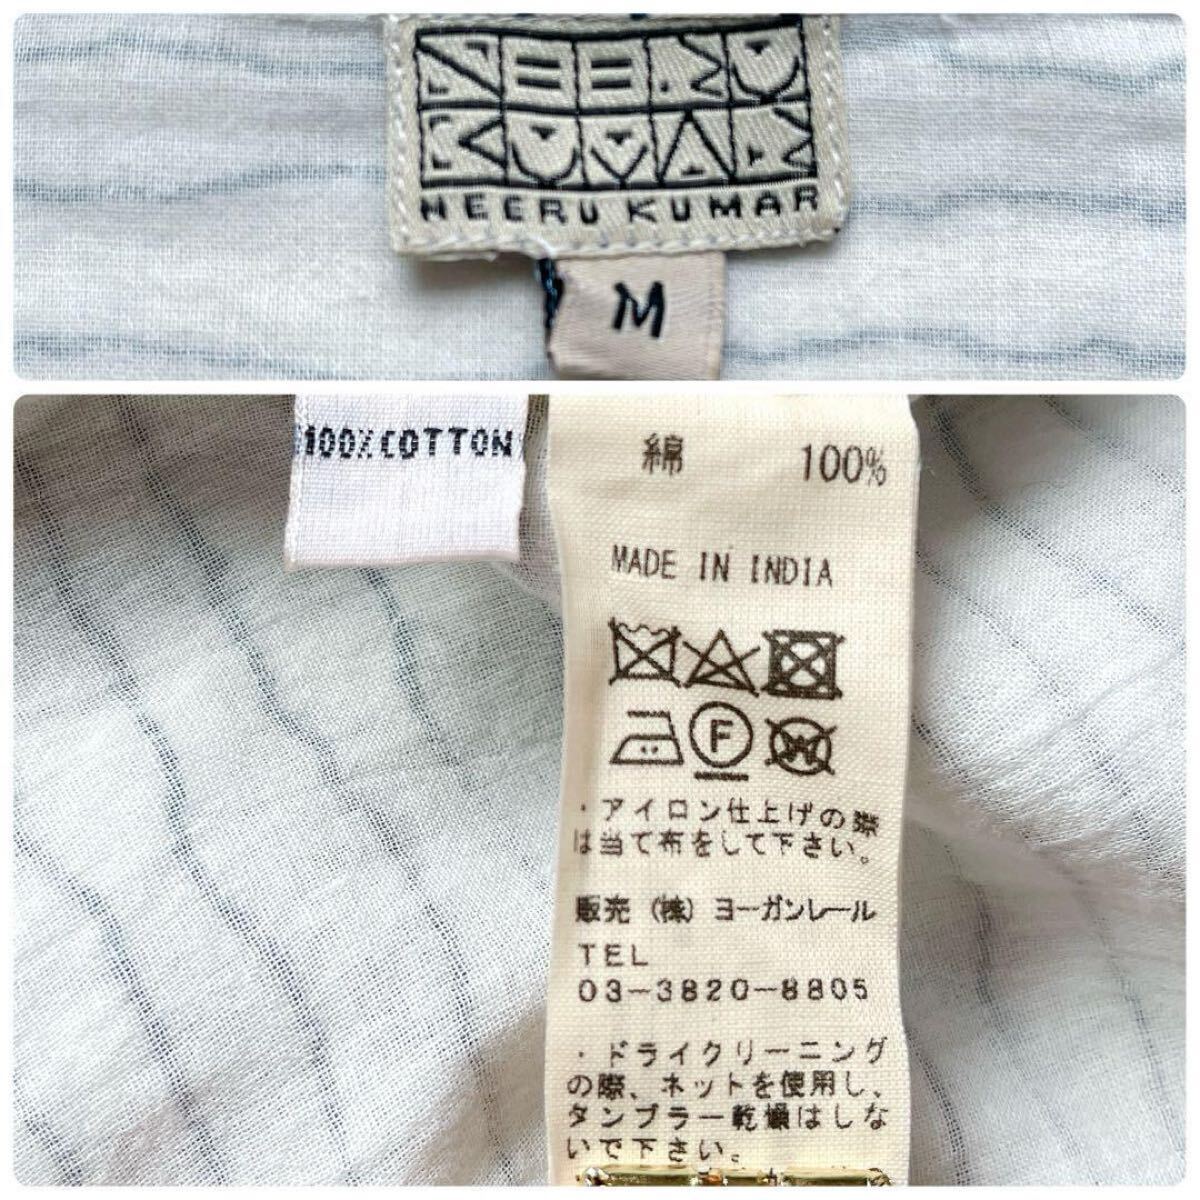 NEERU KUMAR
M
100% COTTON
綿 100%
MADE IN INDIA
F
W
・アイロン仕上げの際
は当て布をして下さい。
販売 (株) ヨーガンレール
TEL
03-3820-8805
・ドライクリーニング
の際、ネットを使用し、
タンブラー乾燥はしな
いで下さい。